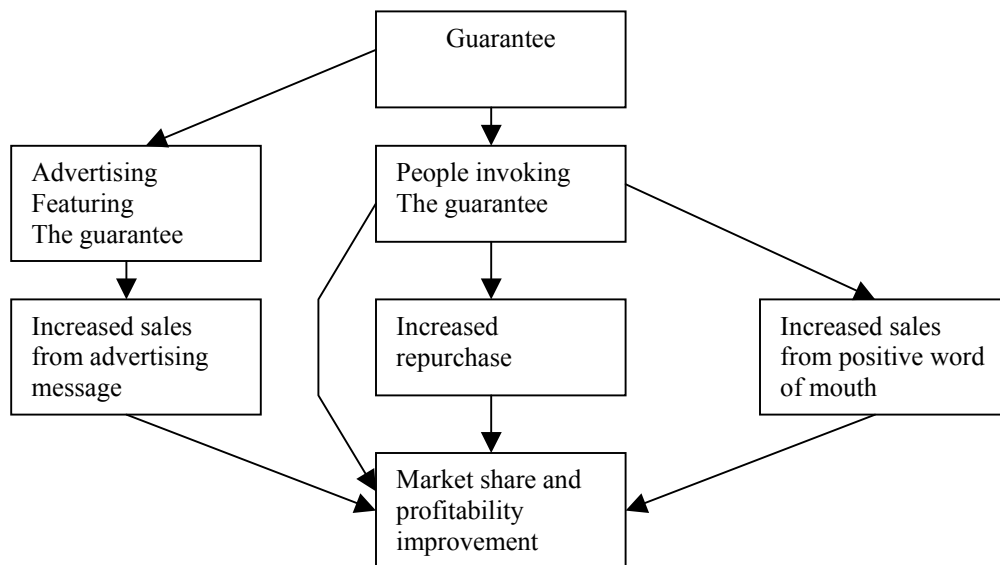 Guarantee
Advertising
Featuring
The guarantee
People invoking
The guarantee
Increased sales
from advertising
message
Increased
repurchase
Increased sales
from positive word
of mouth
Market share and
profitability
improvement